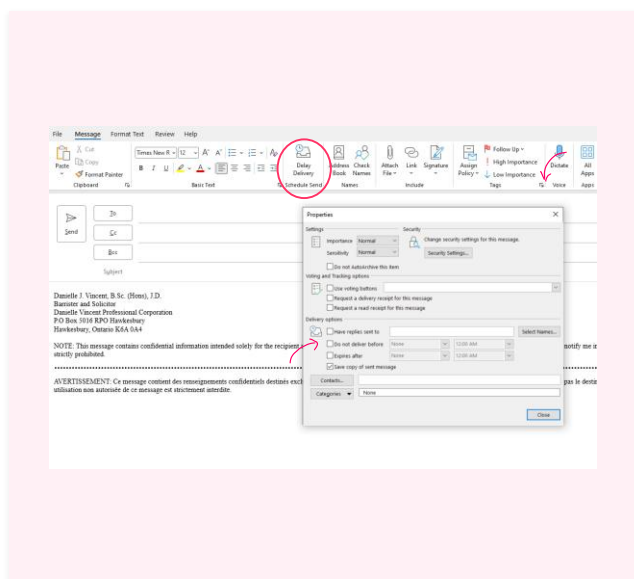 File Message Format Text Review Help
Cut
Copy
Paste
Format Painter
Clipboard
Times New R 12
B I U
Basic Text
Delay
Delivery
Schedule Send
Address Check
Book Names
Names
Attach Link Signature
File
Include
Assign
Policy
Follow Up
High Importance
Low Importance
Tags
Dictate
Voice
All
Apps
Apps
Send
To
Cc
Bcc
Subject
Danielle J. Vincent, B.Sc. (Hons), J.D.
Barrister and Solicitor
Danielle Vincent Professional Corporation
P.O Box 5016 RPO Hawkesbury
Hawkesbury, Ontario K6A 0A4
NOTE: This message contains confidential information intended solely for the recipient
notify me
strictly prohibited.
AVERTISSEMENT: Ce message contient des renseignements confidentiels destinés
pas le
utilisation non autorisée de ce message est strictement interdite.
Properties
Settings
Security
Importance Normal
Sensitivity Normal
Do not AutoArchive this item
Change security settings for this message.
Security Settings...
Voting and Tracking options
Use voting buttons
Request a delivery receipt for this message
Request a read receipt for this message
Delivery options
Have replies sent to
Select Names...
Do not deliver before None 12:00 AM
Expires after None 12:00 AM
Save copy of sent message
Contacts...
Categories None
Close